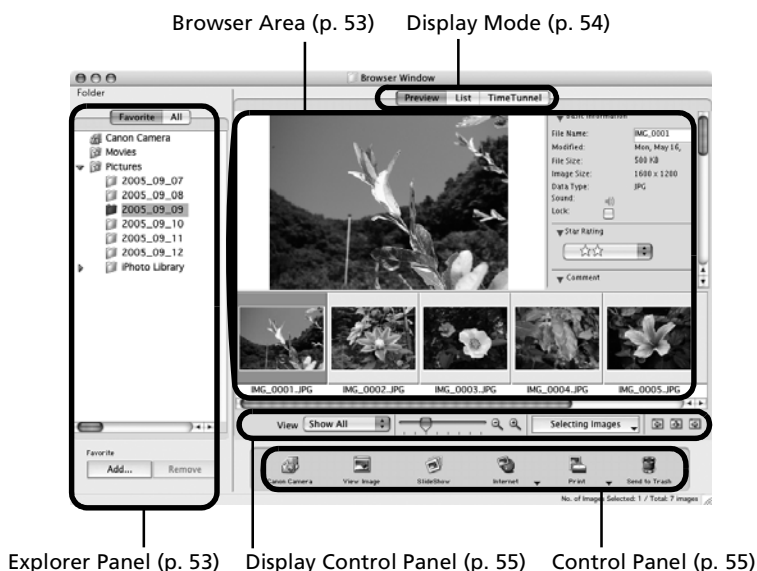 Browser Area (p. 53) Display Mode (p. 54)
Browser Window
Folder
Preview List TimeTunnel
Favorite All
Canon Camera
Movies
Pictures
2005_09_07
2005_09_08
2005_09_09
2005_09_10
2005_09_11
2005_09_12
iPhoto Library
Basic Information
File Name: IMG_0001
Modified: Mon, May 16,
File Size: 500 KB
Image Size: 1600 x 1200
Data Type: JPG
Sound:
Lock:
Star Rating
Comment
IMG_0001.JPG IMG_0002.JPG IMG_0003.JPG IMG_0004.JPG IMG_0005.JPG
View Show All Selecting Images
Favorite
Add... Remove
Canon Camera View Image SlideShow Internet Print Send to Trash
No. of Images Selected: 1 / Total: 7 images
Explorer Panel (p. 53) Display Control Panel (p. 55) Control Panel (p. 55)